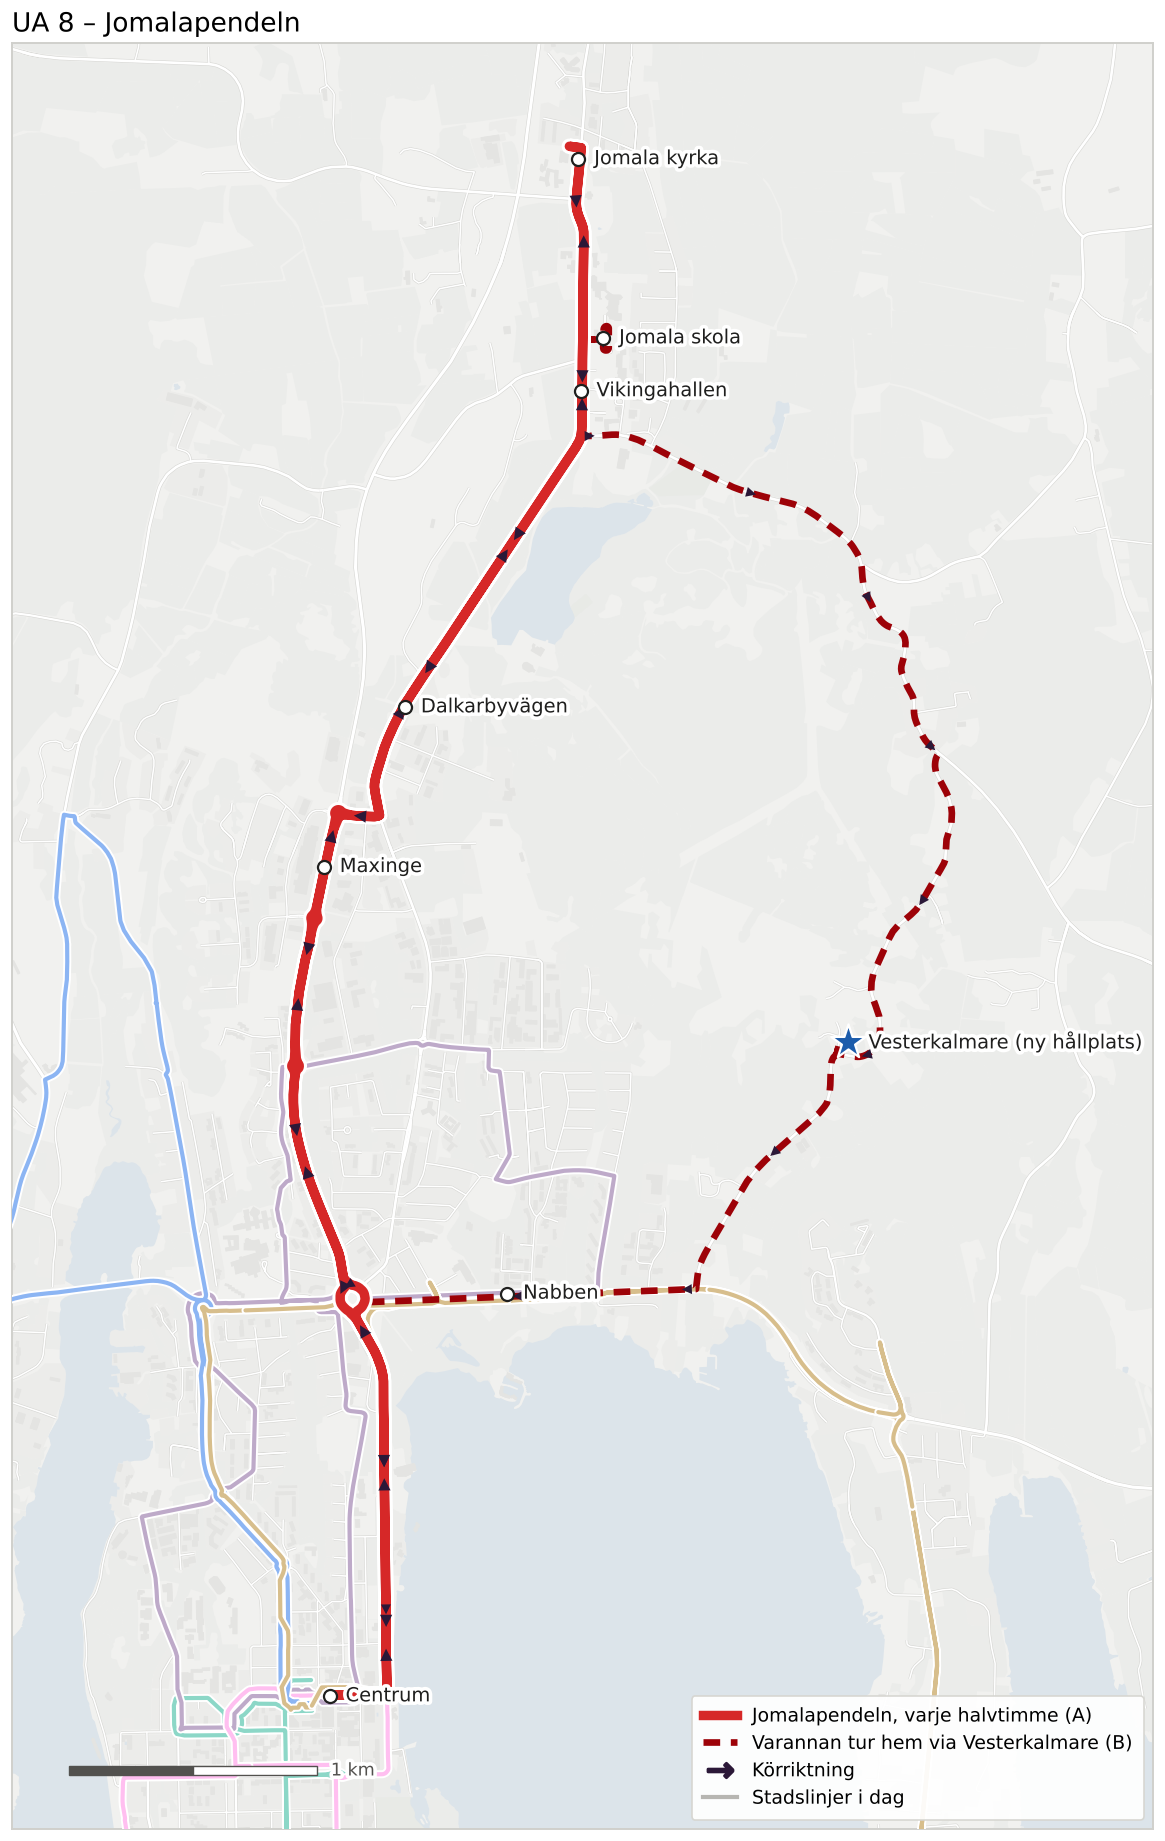 UA 8 – Jomalapendeln
Jomala kyrka
Jomala skola
Vikingahallen
Dalkarbyvägen
Maxinge
Vesterkalmare (ny hållplats)
Nabben
Centrum
1 km
Jomalapendeln, varje halvtimme (A)
Varannan tur hem via Vesterkalmare (B)
Körriktning
Stadslinjer i dag